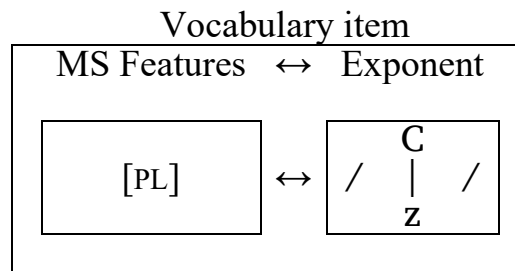 Vocabulary item
MS Features ↔ Exponent
C
[PL] ↔ / | /
z